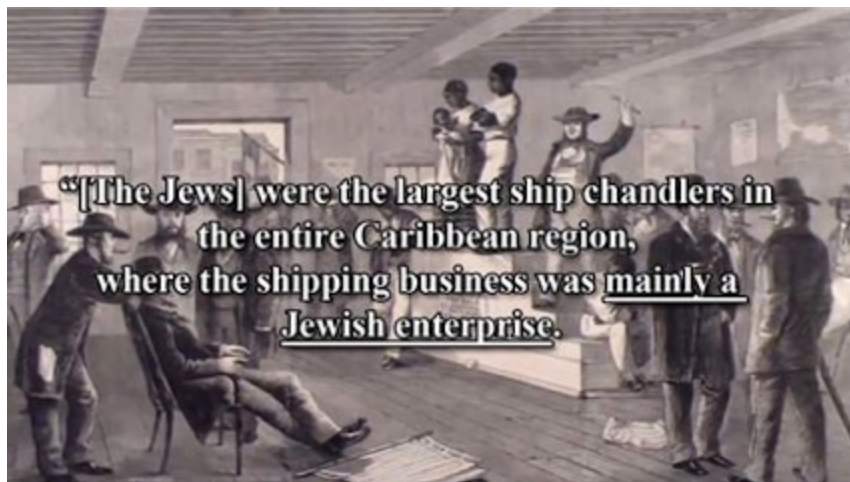 “[The Jews] were the largest ship chandlers in
the entire Caribbean region,
where the shipping business was mainly a
Jewish enterprise.